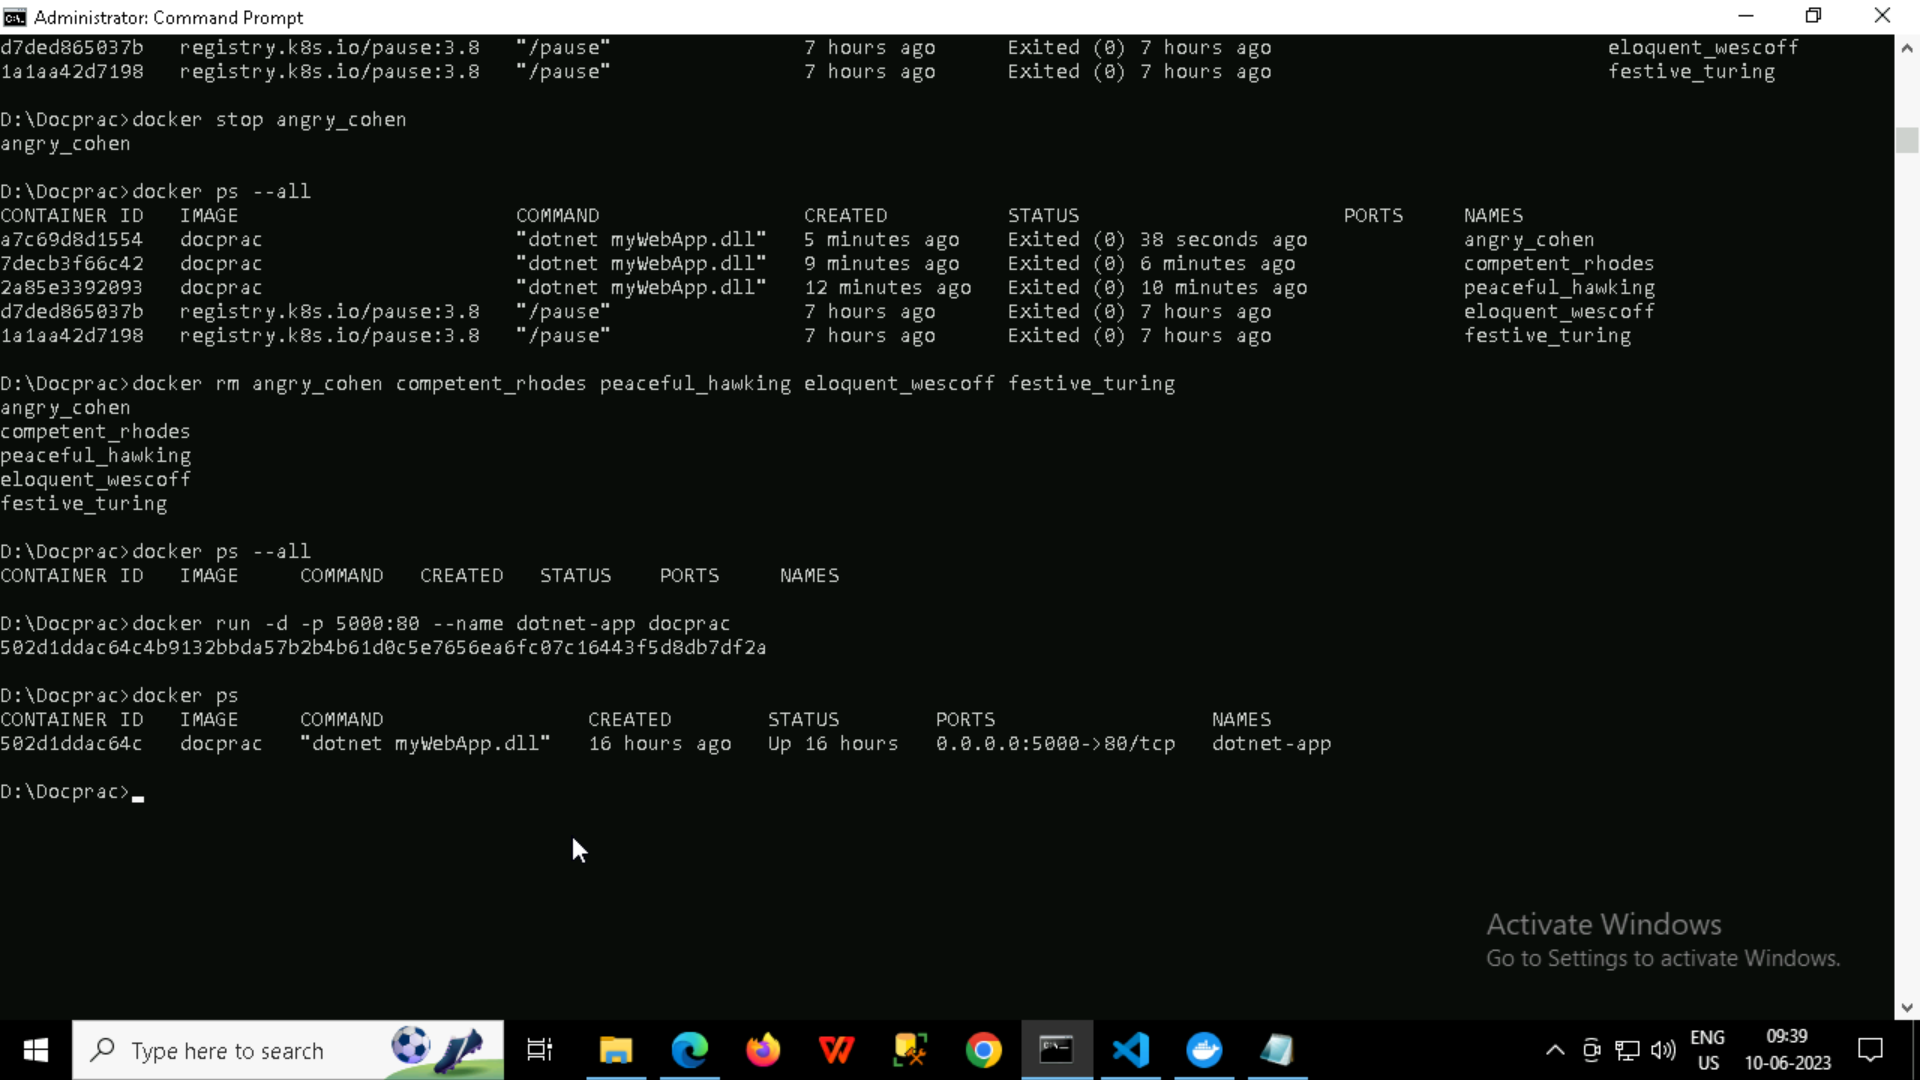 Administrator: Command Prompt
d7ded865037b   registry.k8s.io/pause:3.8   "/pause"                7 hours ago      Exited (0) 7 hours ago                            eloquent_wescoff
1a1aa42d7198   registry.k8s.io/pause:3.8   "/pause"                7 hours ago      Exited (0) 7 hours ago                            festive_turing
D:\Docprac>docker stop angry_cohen
angry_cohen
D:\Docprac>docker ps --all
CONTAINER ID   IMAGE                       COMMAND                 CREATED          STATUS                      PORTS     NAMES
a7c69d8d1554   docprac                     "dotnet myWebApp.dll"   5 minutes ago    Exited (0) 38 seconds ago             angry_cohen
7decb3f66c42   docprac                     "dotnet myWebApp.dll"   9 minutes ago    Exited (0) 6 minutes ago              competent_rhodes
2a85e3392093   docprac                     "dotnet myWebApp.dll"   12 minutes ago   Exited (0) 10 minutes ago             peaceful_hawking
d7ded865037b   registry.k8s.io/pause:3.8   "/pause"                7 hours ago      Exited (0) 7 hours ago                eloquent_wescoff
1a1aa42d7198   registry.k8s.io/pause:3.8   "/pause"                7 hours ago      Exited (0) 7 hours ago                festive_turing
D:\Docprac>docker rm angry_cohen competent_rhodes peaceful_hawking eloquent_wescoff festive_turing
angry_cohen
competent_rhodes
peaceful_hawking
eloquent_wescoff
festive_turing
D:\Docprac>docker ps --all
CONTAINER ID   IMAGE     COMMAND   CREATED   STATUS    PORTS     NAMES
D:\Docprac>docker run -d -p 5000:80 --name dotnet-app docprac
502d1ddac64c4b9132bbda57b2b4b61d0c5e7656ea6fc07c16443f5d8db7df2a
D:\Docprac>docker ps
CONTAINER ID   IMAGE     COMMAND                 CREATED        STATUS        PORTS                  NAMES
502d1ddac64c   docprac   "dotnet myWebApp.dll"   16 hours ago   Up 16 hours   0.0.0.0:5000->80/tcp   dotnet-app
D:\Docprac>
Activate Windows
Go to Settings to activate Windows.
Type here to search
ENG
US
09:39
10-06-2023